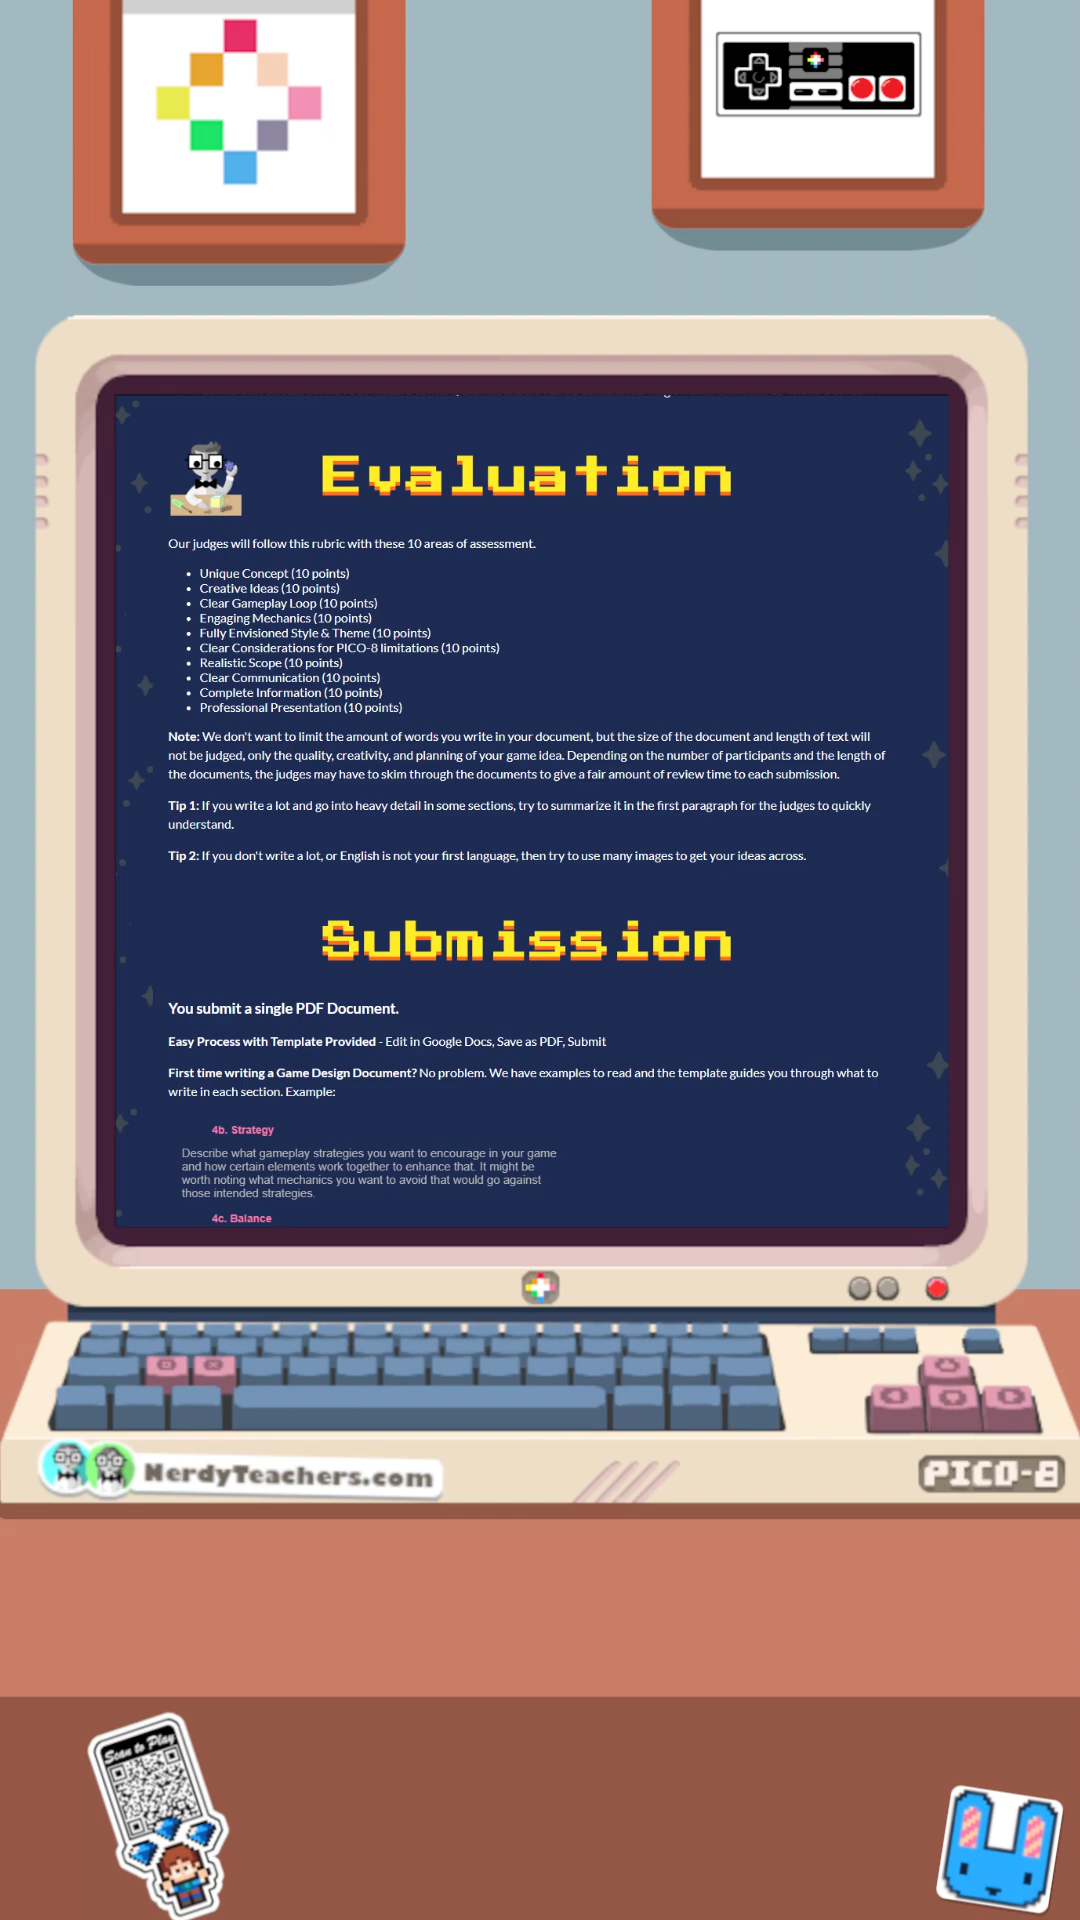 Evaluation
Our judges will follow this rubric with these 10 areas of assessment.
• Unique Concept (10 points)
• Creative Ideas (10 points)
• Clear Gameplay Loop (10 points)
• Engaging Mechanics (10 points)
• Fully Envisioned Style & Theme (10 points)
• Clear Considerations for PICO-8 limitations (10 points)
• Realistic Scope (10 points)
• Clear Communication (10 points)
• Complete Information (10 points)
• Professional Presentation (10 points)
Note: We don't want to limit the amount of words you write in your document, but the size of the document and length of text will
not be judged, only the quality, creativity, and planning of your game idea. Depending on the number of participants and the length of
the documents, the judges may have to skim through the documents to give a fair amount of review time to each submission.
Tip 1: If you write a lot and go into heavy detail in some sections, try to summarize it in the first paragraph for the judges to quickly
understand.
Tip 2: If you don't write a lot, or English is not your first language, then try to use many images to get your ideas across.
Submission
You submit a single PDF Document.
Easy Process with Template Provided - Edit in Google Docs, Save as PDF, Submit
First time writing a Game Design Document? No problem. We have examples to read and the template guides you through what to
write in each section. Example:
4b. Strategy
Describe what gameplay strategies you want to encourage in your game
and how certain elements work together to enhance that. It might be
worth noting what mechanics you want to avoid that would go against
those intended strategies.
4c. Balance
NerdyTeachers.com
PICO-8
Scan to Play